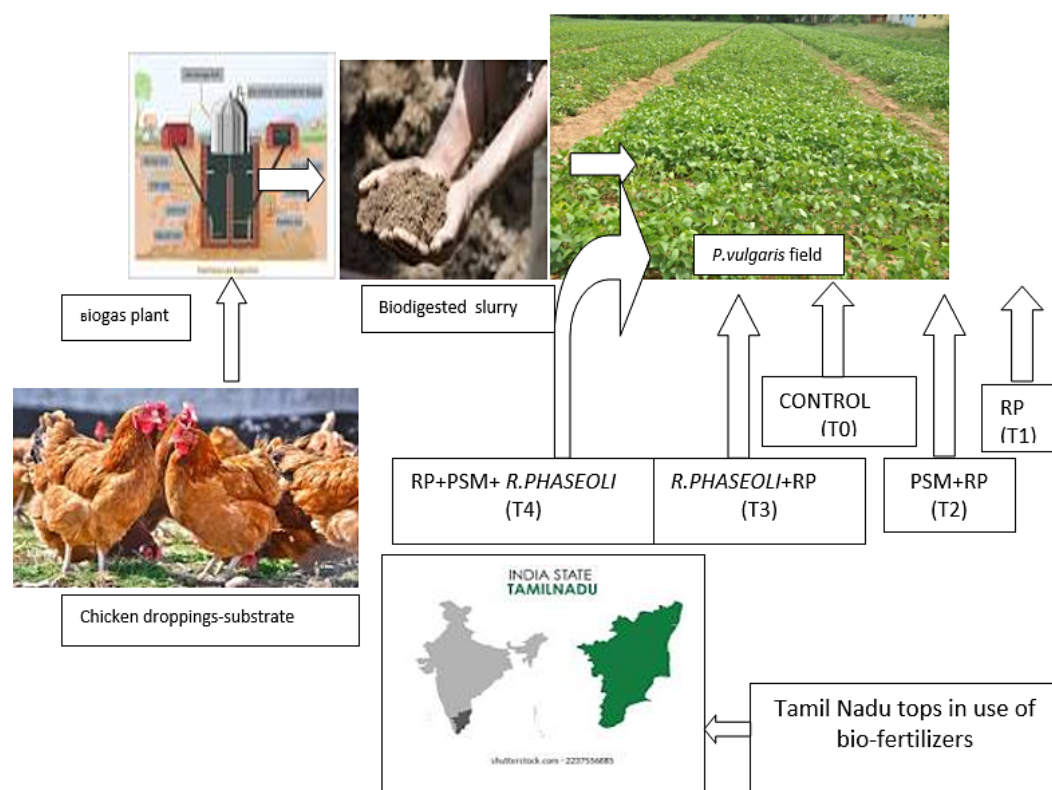 P.vulgaris field
Biogas plant
Biodigested slurry
CONTROL
(T0)
RP
(T1)
RP+PSM+ R.PHASEOLI
(T4)
R.PHASEOLI+RP
(T3)
PSM+RP
(T2)
Chicken droppings-substrate
INDIA STATE
TAMILNADU
shutterstock.com · 2237556885
Tamil Nadu tops in use of
bio-fertilizers